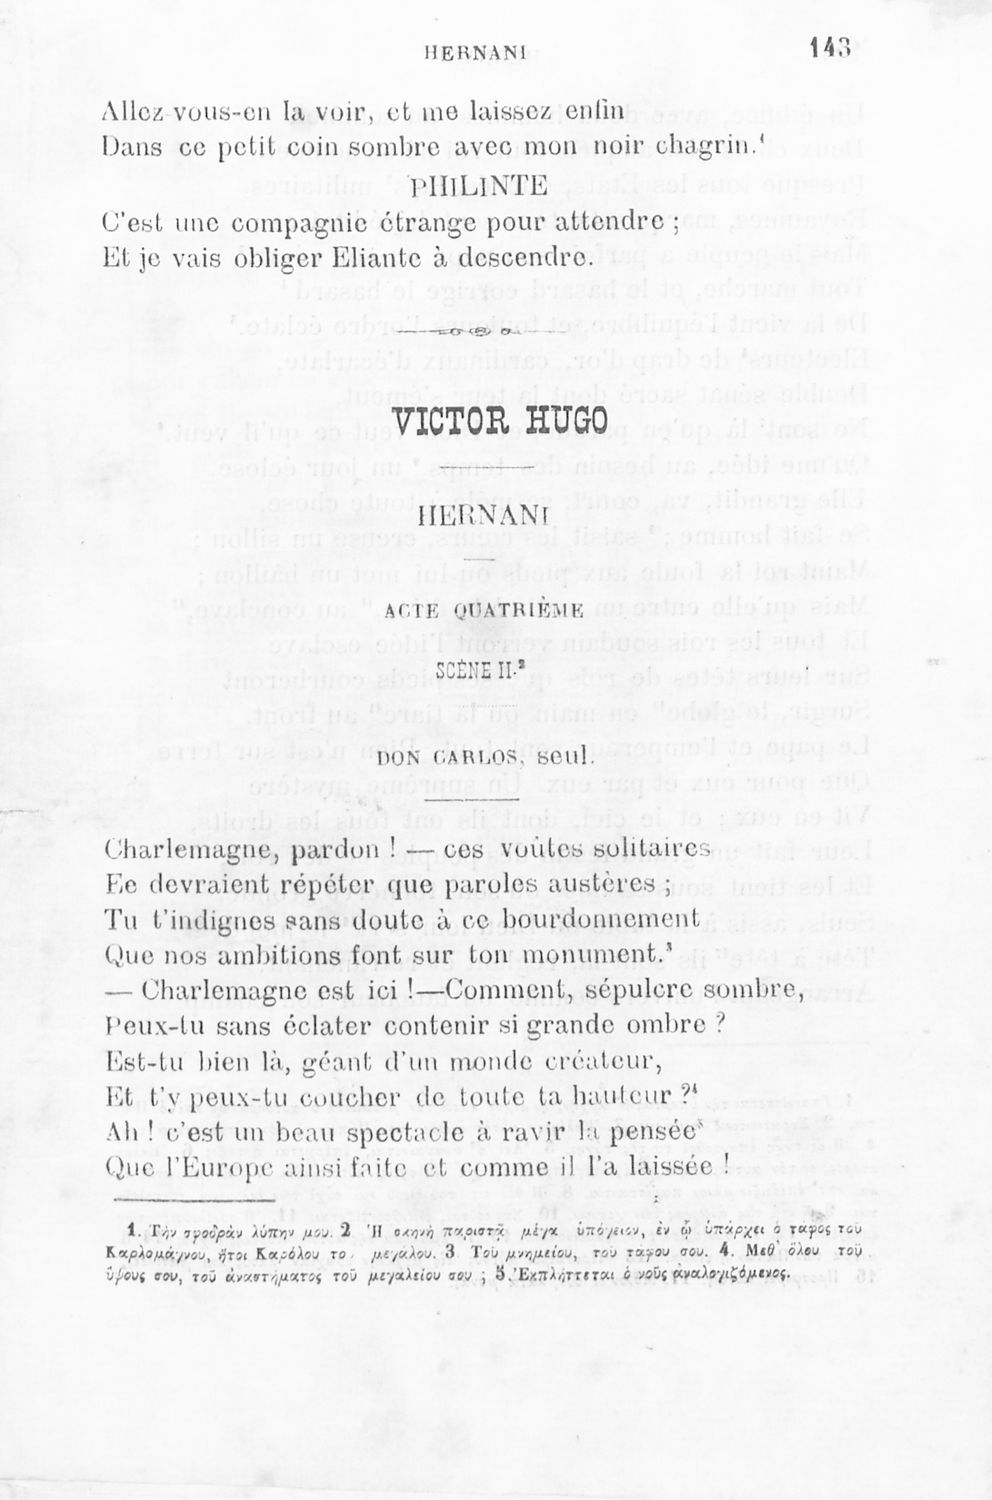 HERNANI 143
Allez-vous-en la voir, et me laissez enfin
Dans ce petit coin sombre avec mon noir chagrin.¹
PHILINTE
C'est une compagnie étrange pour attendre ;
Et je vais obliger Eliante à descendre.
VICTOR HUGO
HERNANI
ACTE QUATRIÈME
SCÈNE II.²
DON CARLOS, seul.
Charlemagne, pardon ! — ces voûtes solitaires
Ee devraient répéter que paroles austères ;
Tu t'indignes sans doute à ce bourdonnement
Que nos ambitions font sur ton monument.³
— Charlemagne est ici !—Comment, sépulcre sombre,
Peux-tu sans éclater contenir si grande ombre ?
Est-tu bien là, géant d'un monde créateur,
Et t'y peux-tu coucher de toute ta hauteur ?⁴
Ah ! c'est un beau spectacle à ravir la pensée⁵
Que l'Europe ainsi faite et comme il l'a laissée !
1. Τὴν σφοδρὰν λύπην μου. 2 Ἡ σκηνὴ παριστᾷ μέγα ὑπόγειον, ἐν ᾧ ὑπάρχει ὁ τάφος τοῦ
Καρλομάγνου, ἤτοι Καρόλου το μεγάλου. 3 Τοῦ μνημείου, τοῦ τάφου σου. 4. Μεθ' ὅλου τοῦ
ὕψους σου, τοῦ ἀναστήματος τοῦ μεγαλείου σου ; 5. Ἐκπλήττεται ὁ νοῦς ἀναλογιζόμενος.